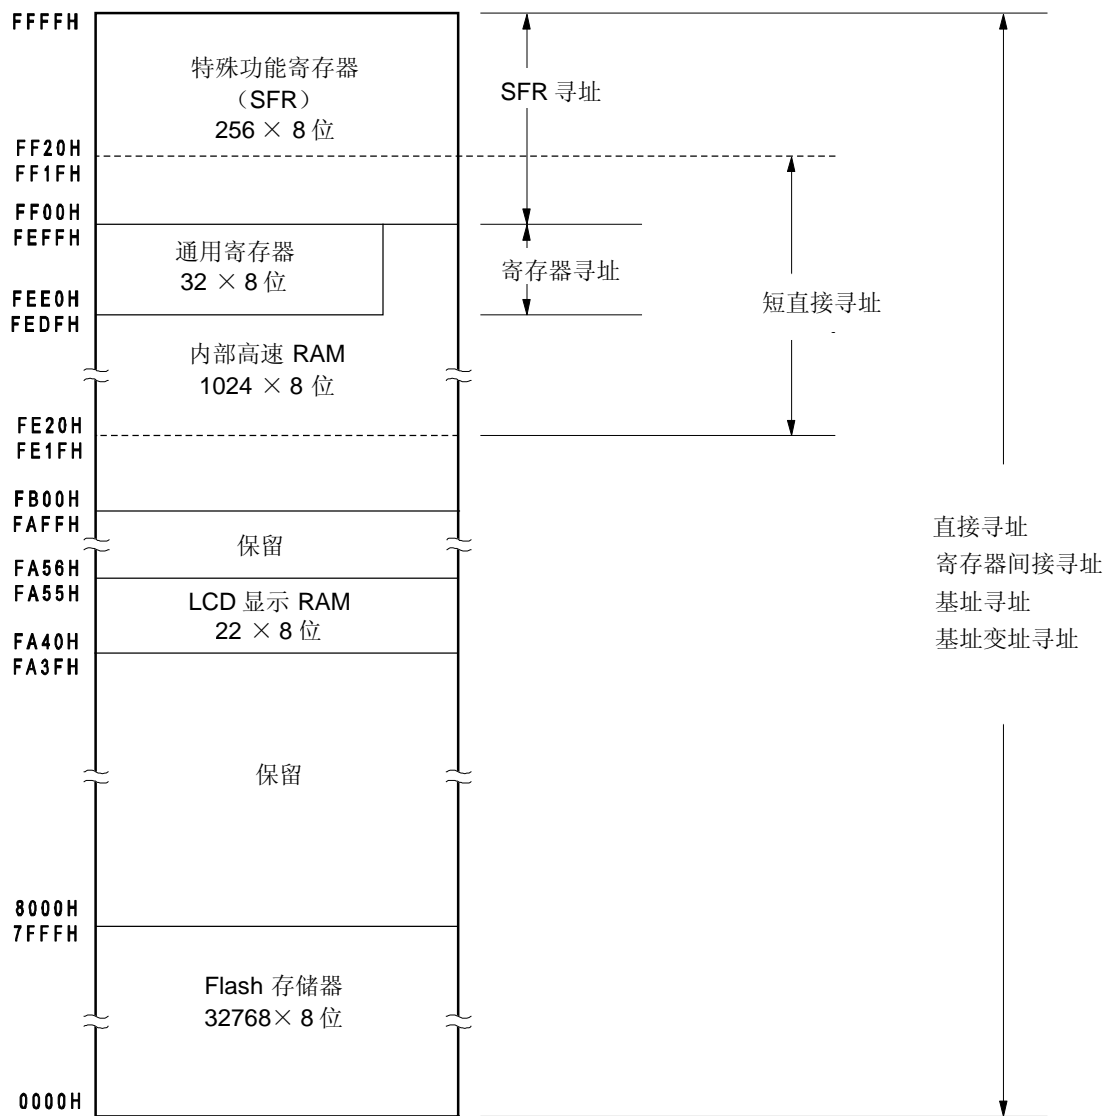 FFFFH
特殊功能寄存器
（SFR）
256 × 8 位
SFR 寻址
FF20H
FF1FH
FF00H
FEFFH
通用寄存器
32 × 8 位
寄存器寻址
FEE0H
FEDFH
短直接寻址
内部高速 RAM
1024 × 8 位
FE20H
FE1FH
FB00H
FAFFH
保留
直接寻址
寄存器间接寻址
基址寻址
基址变址寻址
FA56H
FA55H
LCD 显示 RAM
22 × 8 位
FA40H
FA3FH
保留
8000H
7FFFH
Flash 存储器
32768× 8 位
0000H